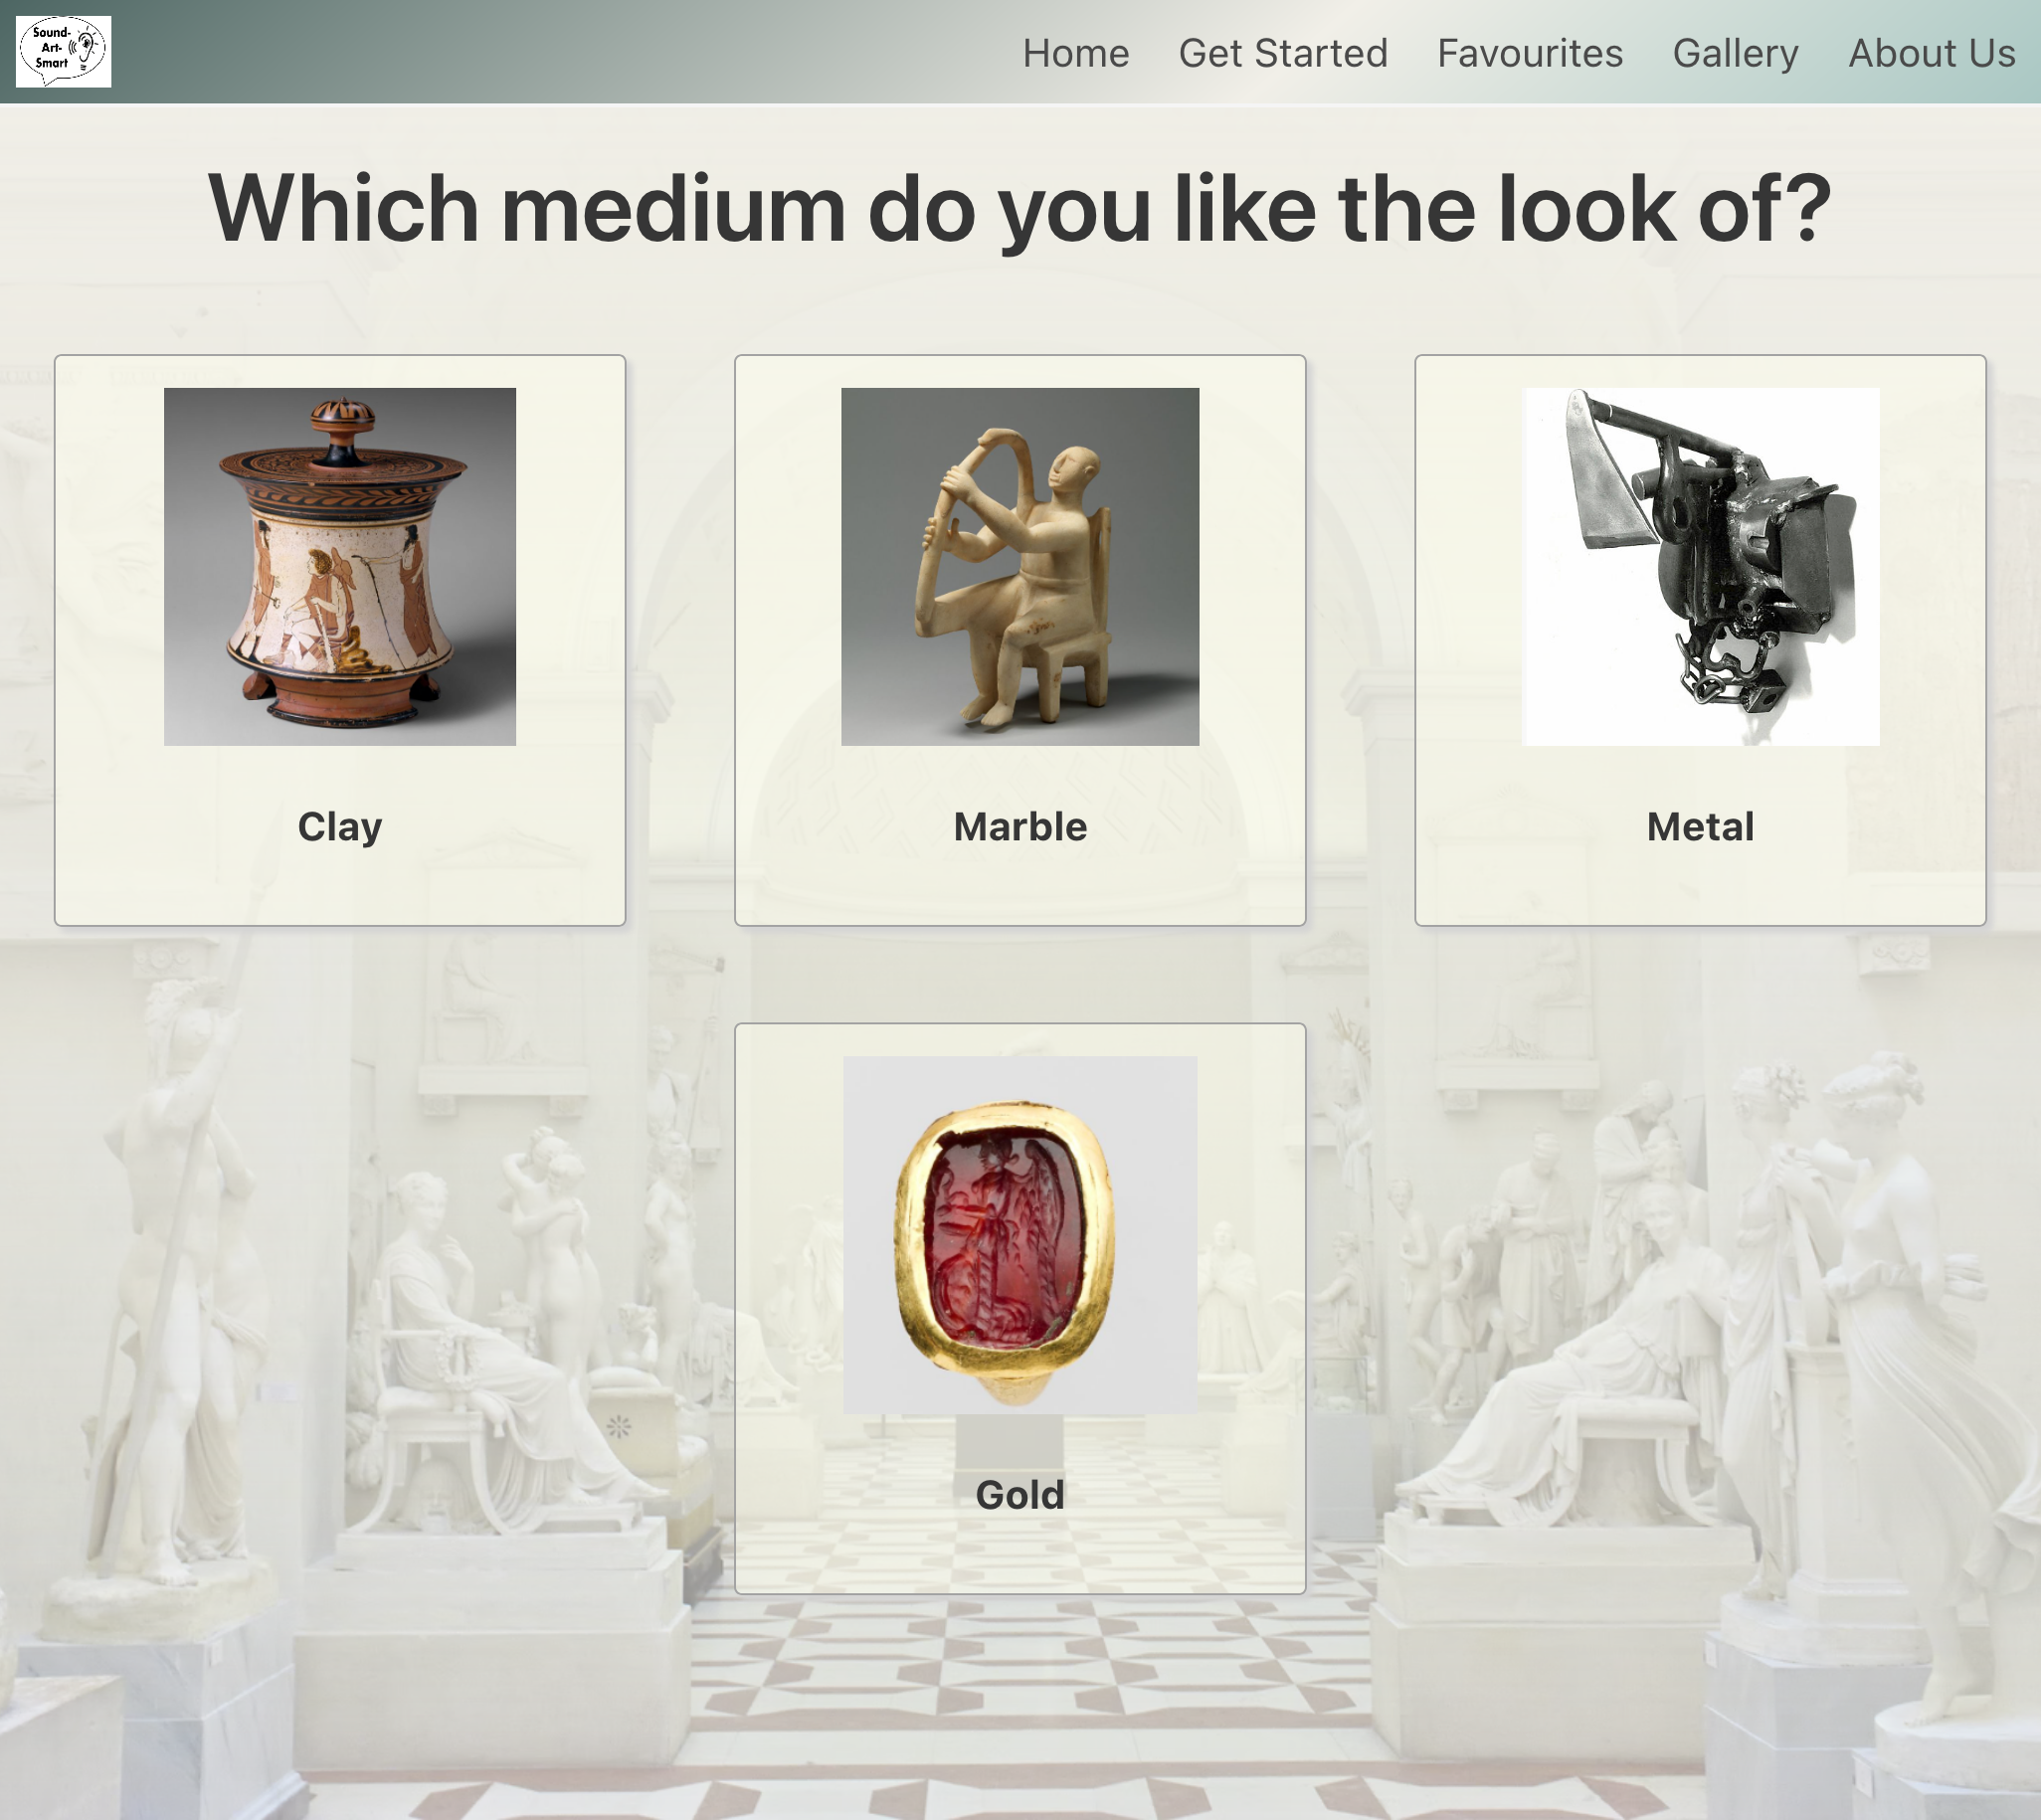 Sound-
Art-
Smart
Home Get Started Favourites Gallery About Us
Which medium do you like the look of?
Clay
Marble
Metal
Gold